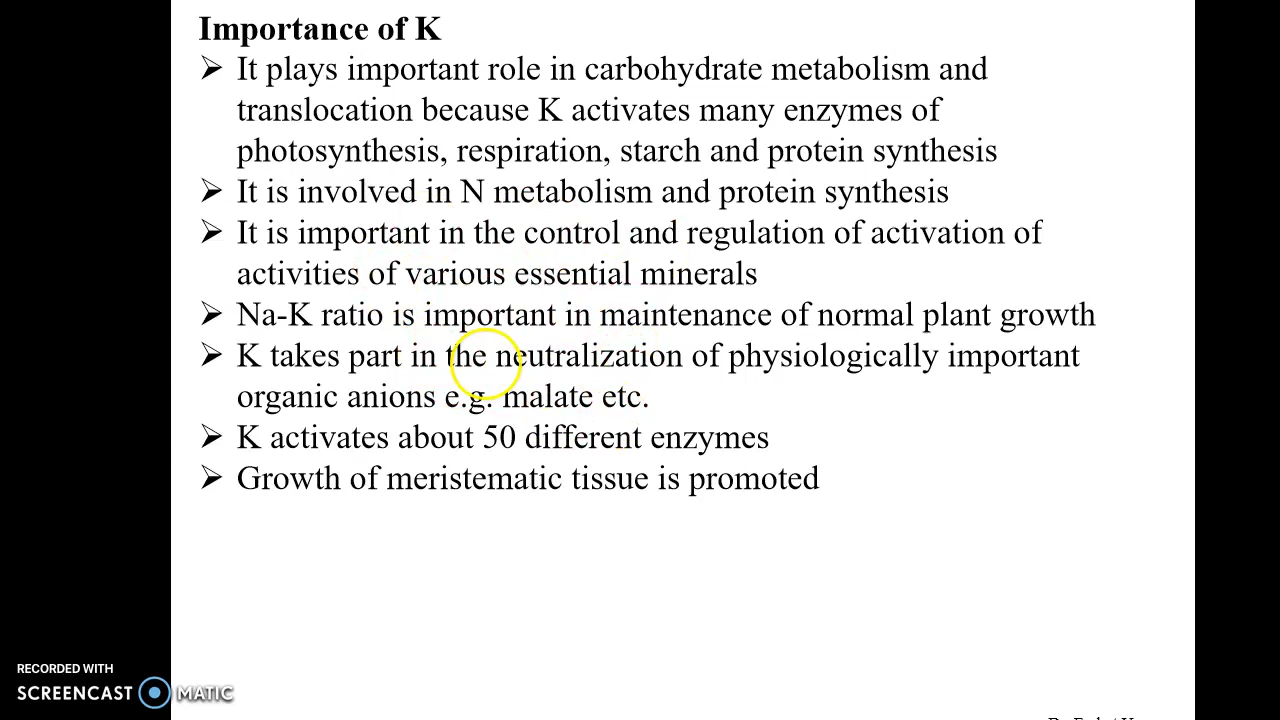 Importance of K
➢ It plays important role in carbohydrate metabolism and
translocation because K activates many enzymes of
photosynthesis, respiration, starch and protein synthesis
➢ It is involved in N metabolism and protein synthesis
➢ It is important in the control and regulation of activation of
activities of various essential minerals
➢ Na-K ratio is important in maintenance of normal plant growth
➢ K takes part in the neutralization of physiologically important
organic anions e.g. malate etc.
➢ K activates about 50 different enzymes
➢ Growth of meristematic tissue is promoted
RECORDED WITH
SCREENCAST MATIC